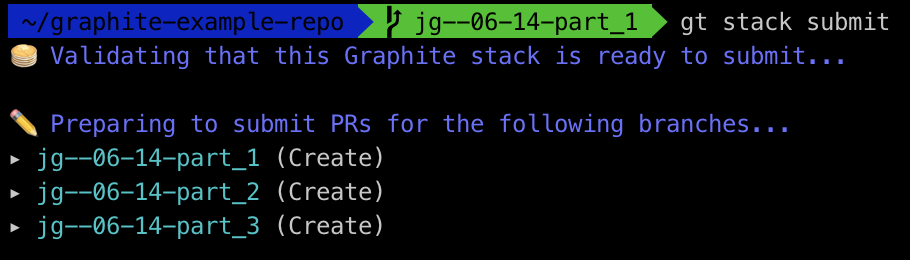 ~/graphite-example-repo jg--06-14-part_1 gt stack submit
🥞 Validating that this Graphite stack is ready to submit...
✏️ Preparing to submit PRs for the following branches...
▸ jg--06-14-part_1 (Create)
▸ jg--06-14-part_2 (Create)
▸ jg--06-14-part_3 (Create)